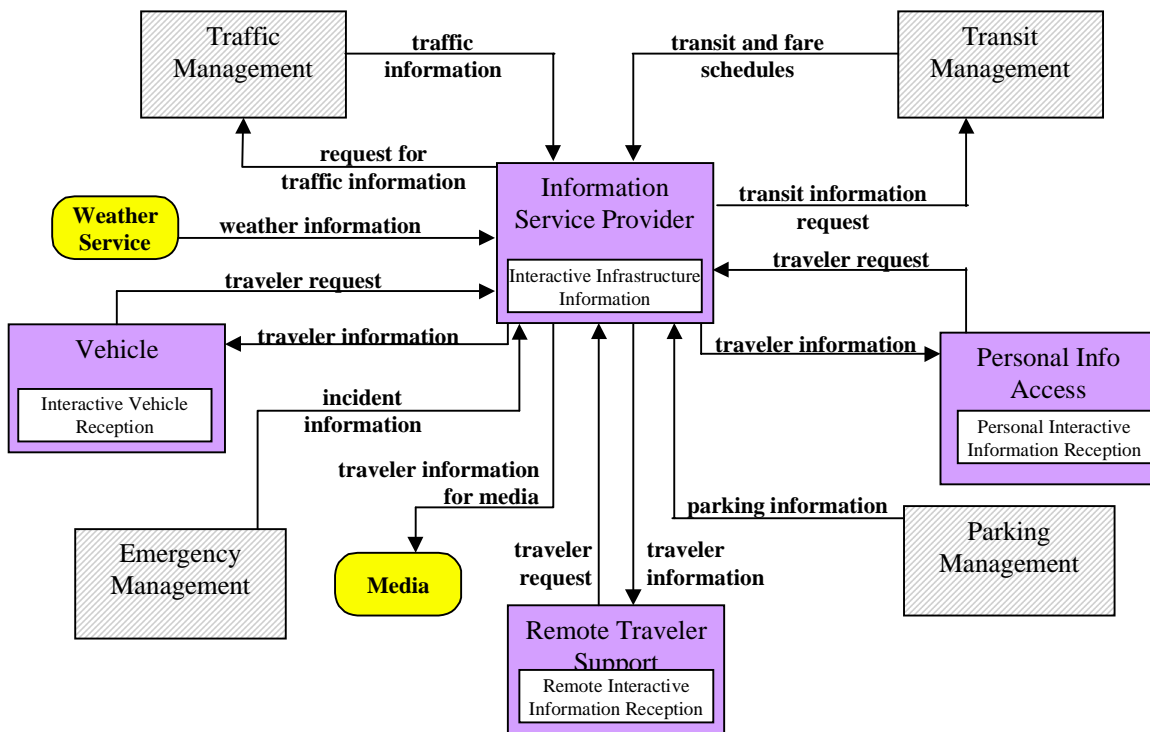 Traffic
Management
traffic
information
transit and fare
schedules
Transit
Management
request for
traffic information
Information
Service Provider
transit information
request
Weather
Service
weather information
Interactive Infrastructure
Information
traveler request
traveler request
Vehicle
traveler information
traveler information
Personal Info
Access
Interactive Vehicle
Reception
incident
information
Personal Interactive
Information Reception
traveler information
for media
parking information
Emergency
Management
Media
traveler
request
traveler
information
Parking
Management
Remote Traveler
Support
Remote Interactive
Information Reception